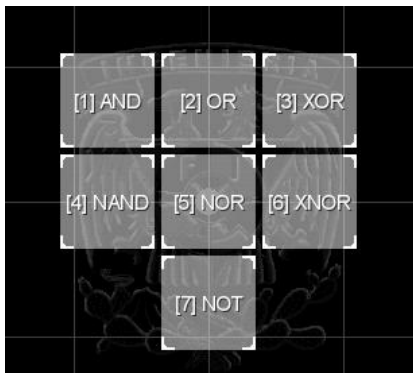 [1] AND [2] OR [3] XOR
[4] NAND [5] NOR [6] XNOR
[7] NOT